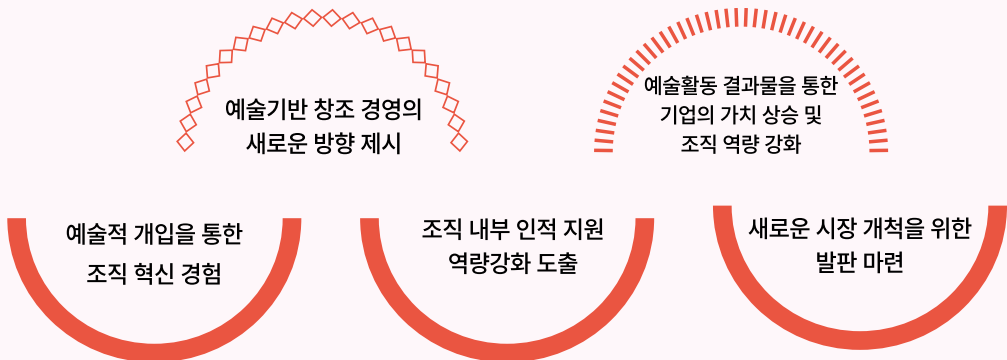 예술기반 창조 경영의
새로운 방향 제시
예술활동 결과물을 통한
기업의 가치 상승 및
조직 역량 강화
예술적 개입을 통한
조직 혁신 경험
조직 내부 인적 지원
역량강화 도출
새로운 시장 개척을 위한
발판 마련